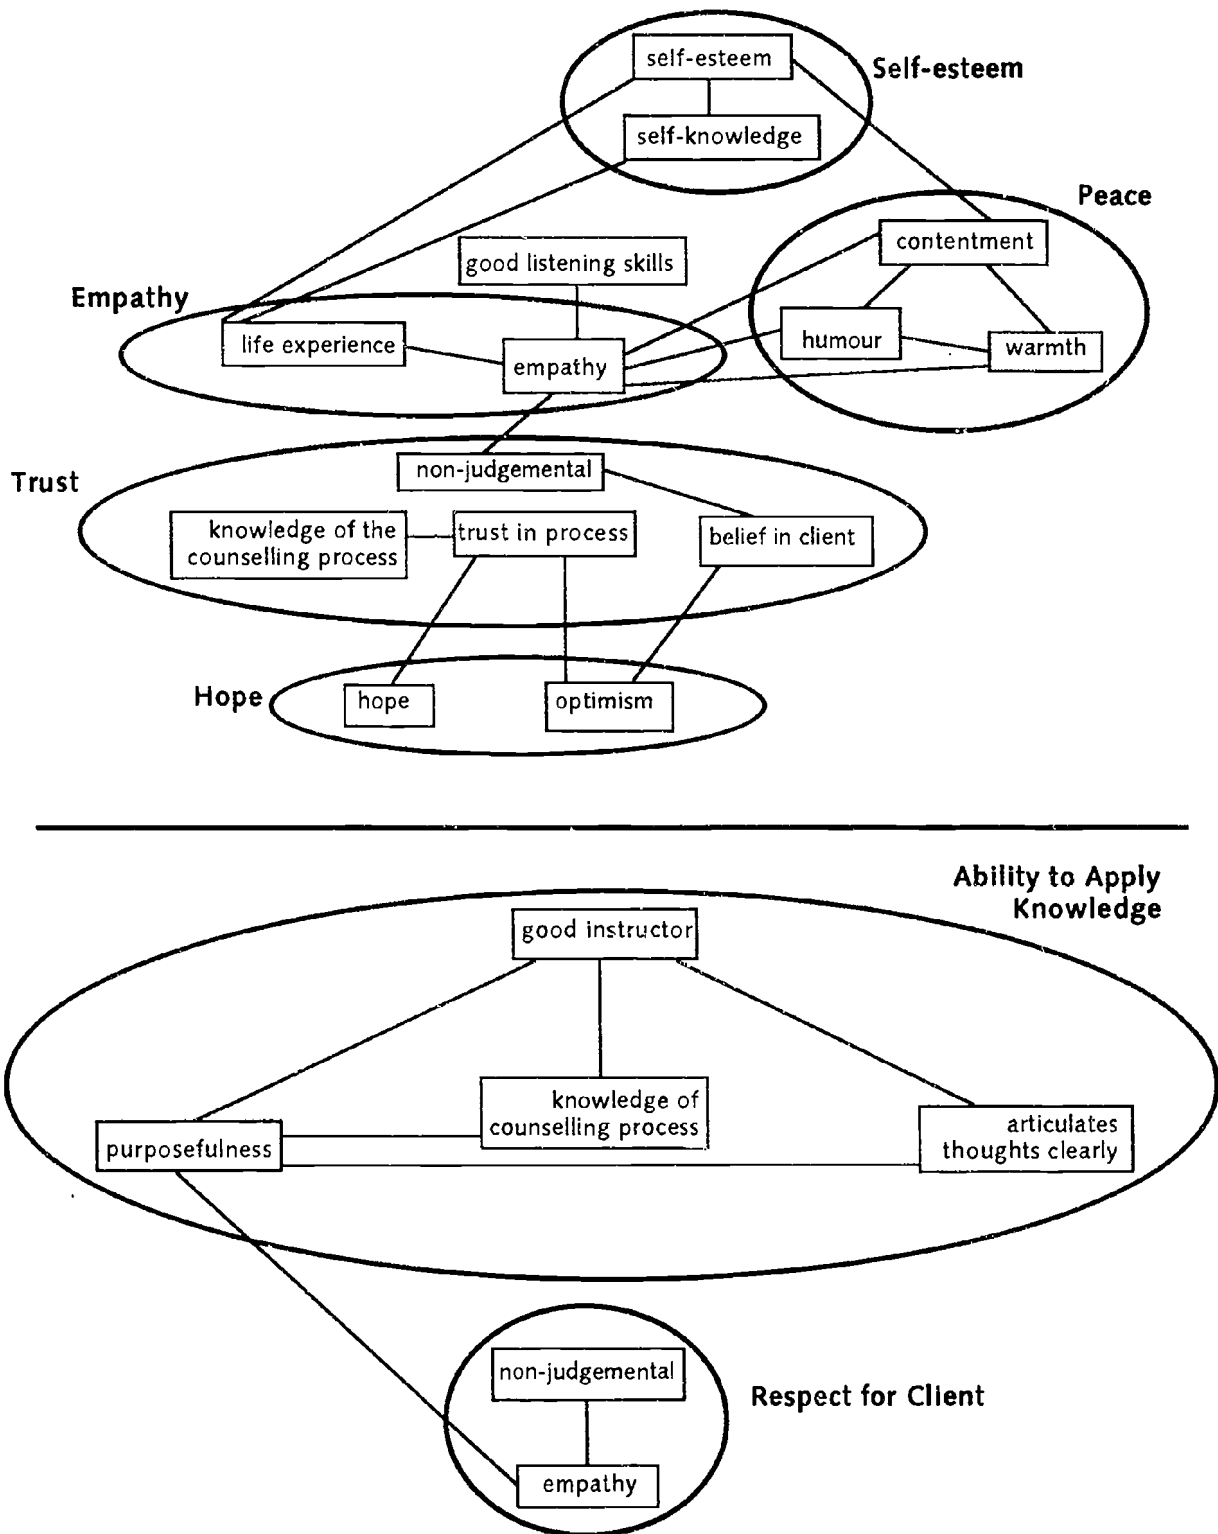 self-esteem
Self-esteem
self-knowledge
Peace
contentment
good listening skills
Empathy
life experience
humour
warmth
empathy
non-judgemental
Trust
knowledge of the
counselling process
trust in process
belief in client
Hope
hope
optimism
Ability to Apply
Knowledge
good instructor
knowledge of
counselling process
purposefulness
articulates
thoughts clearly
non-judgemental
Respect for Client
empathy